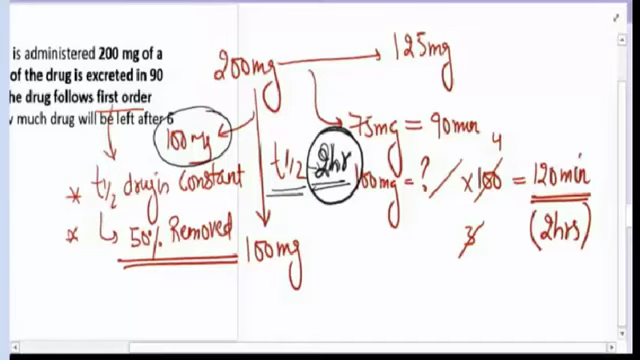 is administered 200 mg of a
of the drug is excreted in 90
he drug follows first order
much drug will be left after 6
200mg 125mg
100mg
75mg = 90min
t1/2 2hr
100mg = ? × 100 = 120min
4
3
(2hrs)
* t1/2 drug'n Constant
* 50% Removed
100mg